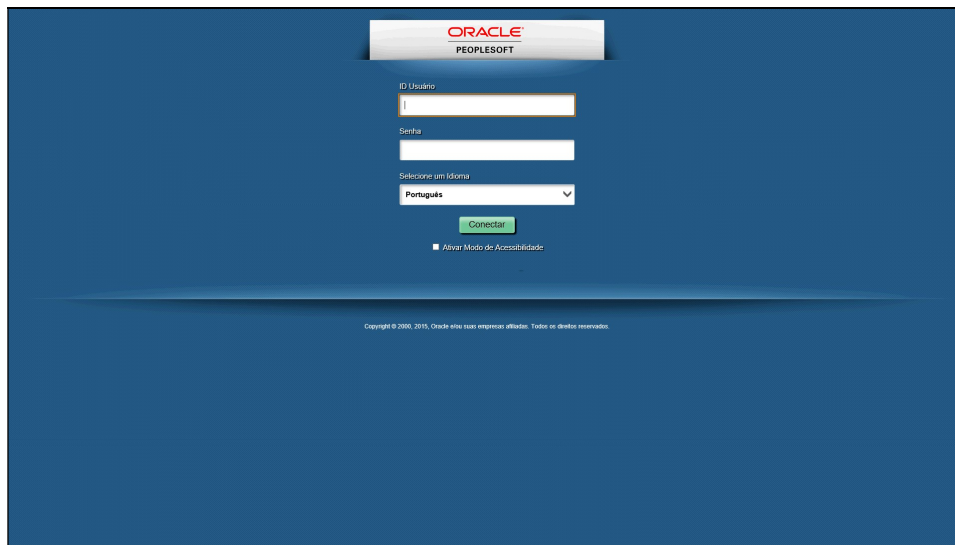 ORACLE
PEOPLESOFT
ID Usuário
Senha
Selecione um Idioma
Português
Conectar
Ativar Modo de Acessibilidade
Copyright © 2000, 2015, Oracle e/ou suas empresas afiliadas. Todos os direitos reservados.